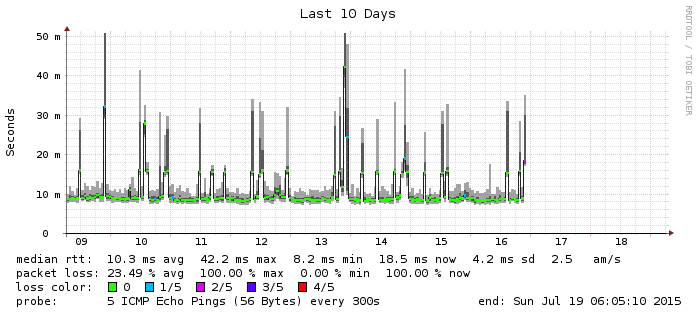 Last 10 Days
RRDTOOL / TOBI OETIKER
Seconds
50 m
40 m
30 m
20 m
10 m
0
09 10 11 12 13 14 15 16 17 18
median rtt: 10.3 ms avg 42.2 ms max 8.2 ms min 18.5 ms now 4.2 ms sd 2.5 am/s
packet loss: 23.49 % avg 100.00 % max 0.00 % min 100.00 % now
loss color: 0 1/5 2/5 3/5 4/5
probe: 5 ICMP Echo Pings (56 Bytes) every 300s end: Sun Jul 19 06:05:10 2015